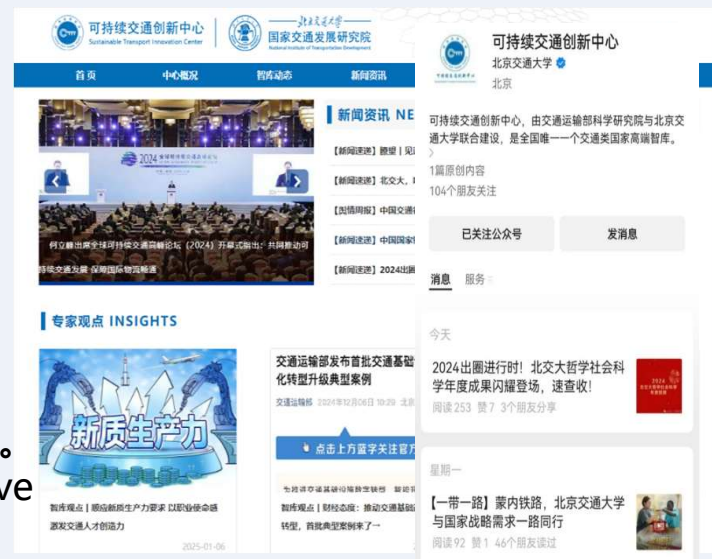 可持续交通创新中心
Sustainable Transport Innovation Center
北京交通大学
国家交通发展研究院
National Institute of Transportation Development
首页 中心概况 智库动态 新闻资讯
新闻资讯 NE
【新闻速递】瞭望丨见
【新闻速递】北交大，
【舆情周报】中国交通
【新闻速递】中国国家
【新闻速递】2024出圈
2024
何立峰出席全球可持续交通高峰论坛（2024）开幕式指出：共同推动可
持续交通发展 保障国际物流畅通
专家观点 INSIGHTS
新质生产力
智库观点丨顺应新质生产力要求 以职业使命感
激发交通人才创造力
2025-01-06
交通运输部发布首批交通基础
化转型升级典型案例
交通运输部 2024年12月06日 10:29 北京
点击上方蓝字关注官方
智库观点丨财经态度：推动交通基础
转型，首批典型案例来了一
可持续交通创新中心
北京交通大学
北京
可持续交通创新中心，由交通运输部科学研究院与北京交
通大学联合建设，是全国唯一一个交通类国家高端智库。
1篇原创内容
104个朋友关注
已关注公众号 发消息
消息 服务
今天
2024出圈进行时！北交大哲学社会科
学年度成果闪耀登场，速查收！
阅读253 赞7 3个朋友分享
星期一
【一带一路】蒙内铁路，北京交通大学
与国家战略需求一路同行
阅读92 赞1 46个朋友读过
。
ve